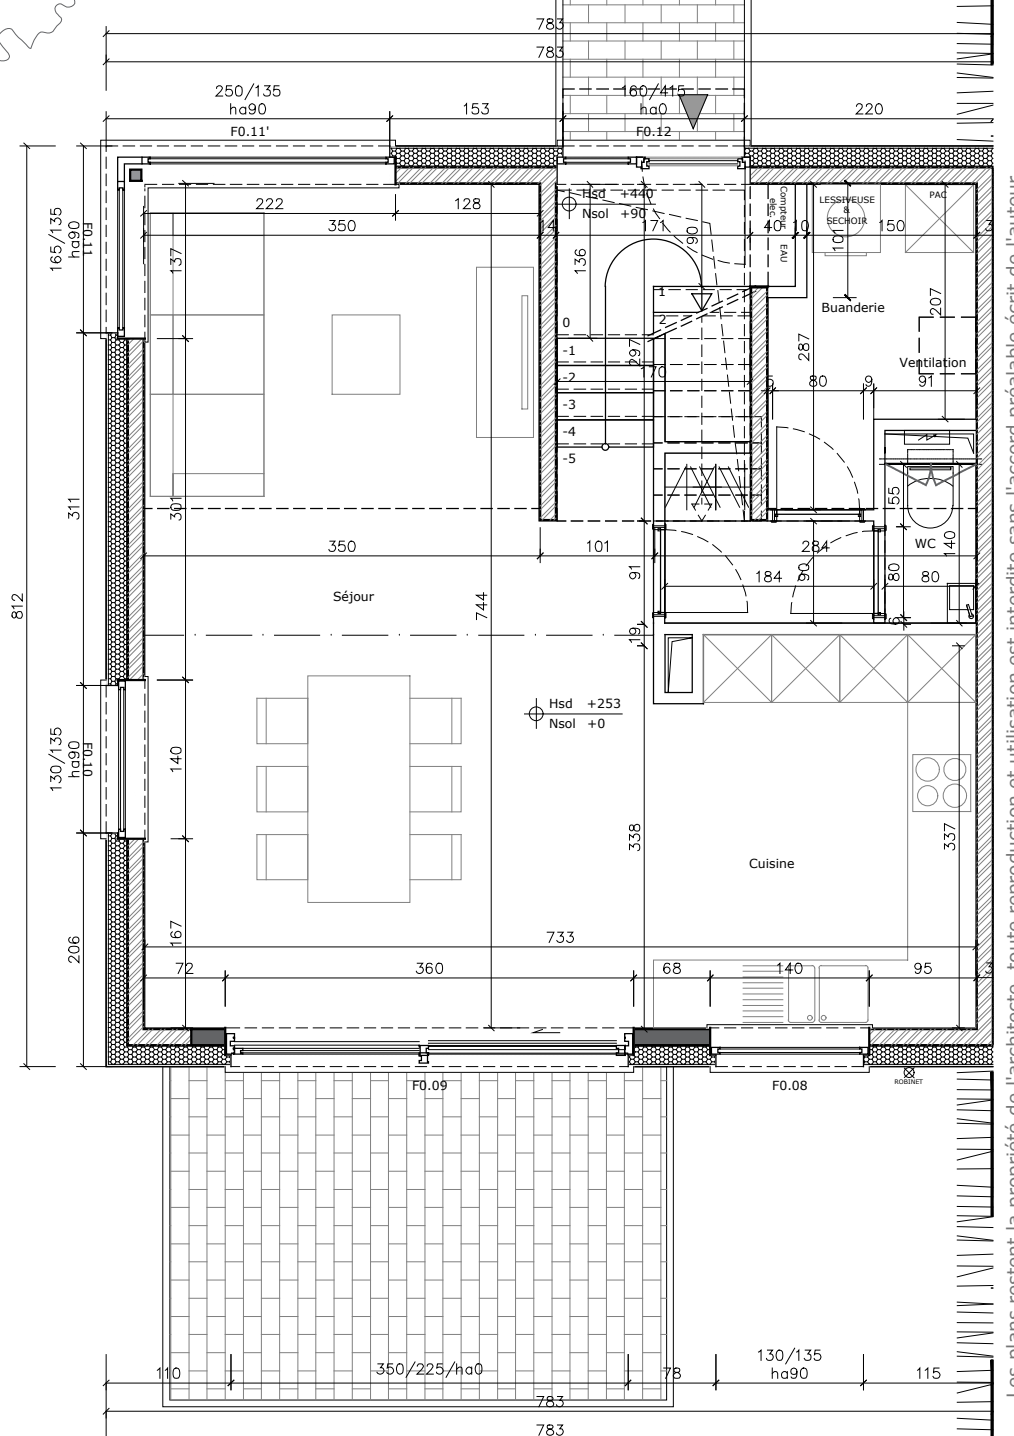 783
783
250/135
ha90
153
160/415
ha0
220
F0.11'
F0.12
222
128
350
14
171
Hsd +440
Nsol +90
40
10
Compteur
elec
EAU
LESSIVEUSE
&
SECHOIR
101
150
PAC
165/135
ha90
F0.11
137
136
90
207
Buanderie
Ventilation
287
0
-1
-2
-3
-4
-5
1
2
297
170
80
9
91
311
301
350
101
284
184
91
90
55
WC
140
80
80
6
812
Séjour
744
19
Hsd +253
Nsol +0
130/135
ha90
F0.10
140
338
337
Cuisine
206
167
733
72
360
68
140
95
F0.09
F0.08
ROBINET
110
350/225/ha0
78
130/135
ha90
115
783
783
Les plans restent la propriété de l'architecte, toute reproduction et utilisation est interdite sans l'accord préalable écrit de l'auteur